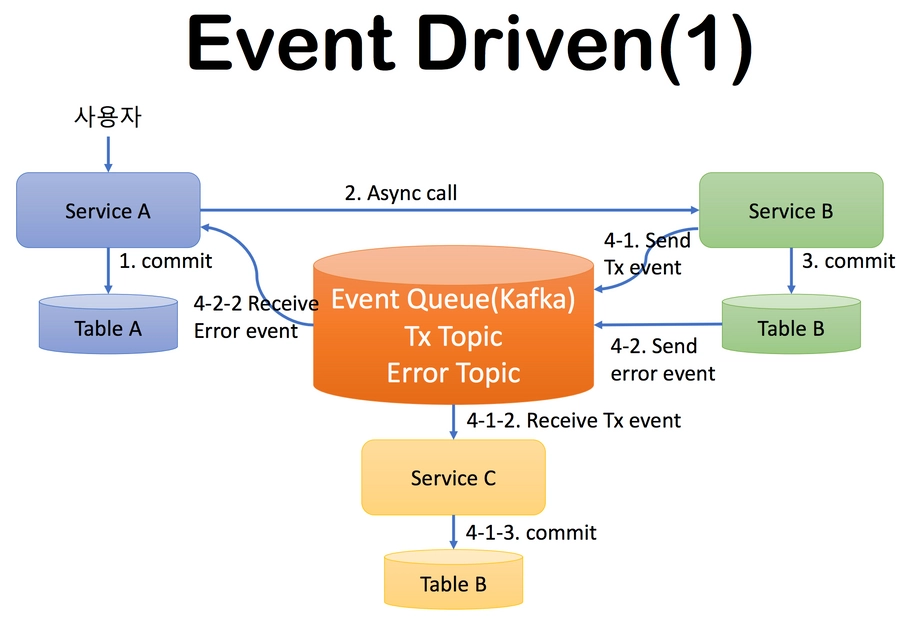 Event Driven(1)
사용자
Service A
2. Async call
Service B
1. commit
4-1. Send
Tx event
3. commit
Table A
4-2-2 Receive
Error event
Event Queue(Kafka)
Tx Topic
Error Topic
4-2. Send
error event
Table B
4-1-2. Receive Tx event
Service C
4-1-3. commit
Table B